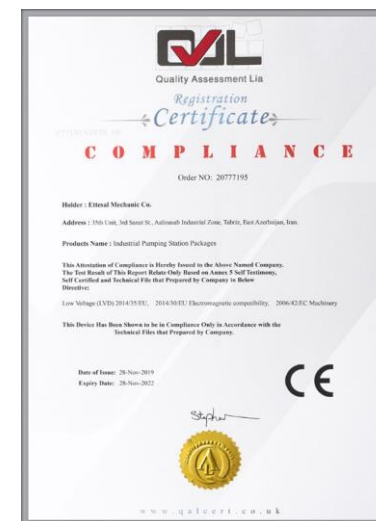 QAL
Quality Assessment Lia
Registration
Certificate
COMPLIANCE
Order NO: 20777195
Holder : Ettesal Mechanic Co.
Address : 35th Unit, 3rd Sanat St., Aalinasab Industrial Zone, Tabriz, East Azerbaijan, Iran.
Products Name : Industrial Pumping Station Packages
This Attestation of Compliance is Hereby Issued to the Above Named Company.
The Test Result of This Report Relate Only Based on Annex 5 Self Testimony,
Self Certified and Technical File that Prepared by Company in Below
Directive:
Low Voltage (LVD) 2014/35/EU, 2014/30/EU Electromagnetic compatibility, 2006/42/EC Machinery
This Device Has Been Shown to be in Compliance Only in Accordance with the
Technical Files that Prepared by Company.
Date of Issue: 28-Nov-2019
Expiry Date: 28-Nov-2022
CE
Stephen
www.qalcert.co.uk